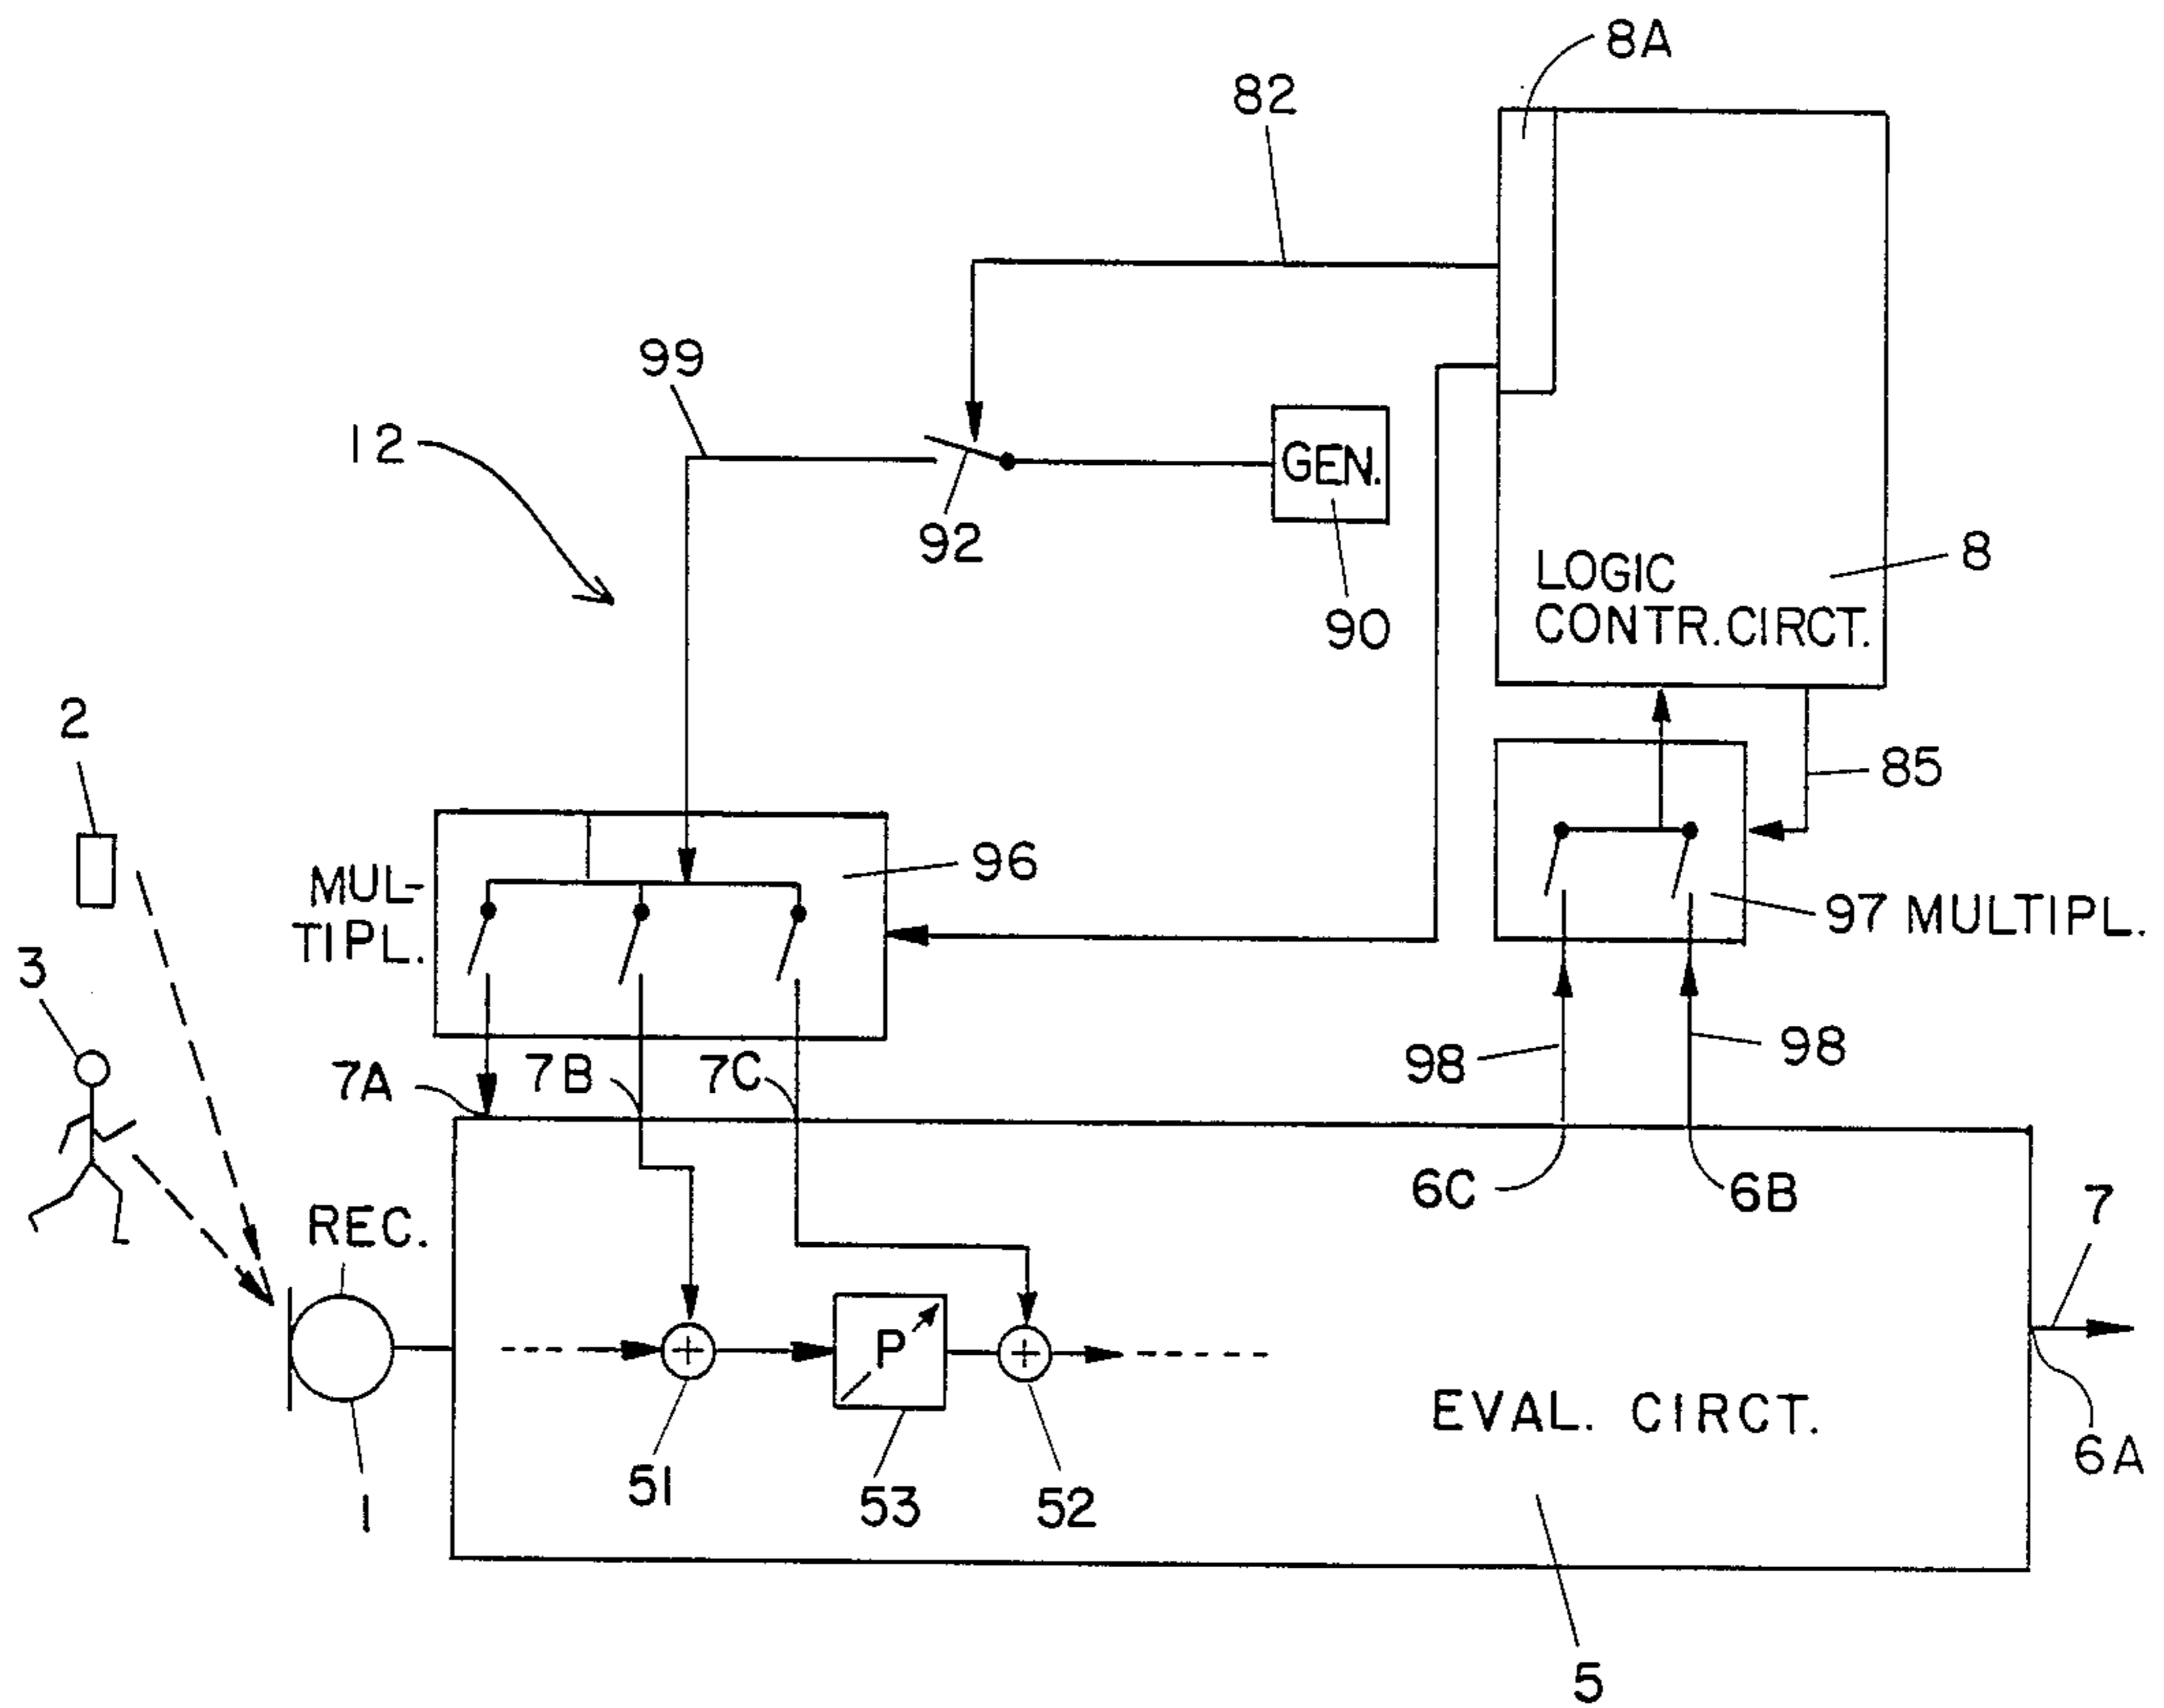 8A
82
99
12
GEN.
92
90
LOGIC
CONTR.CIRCT.
8
2
85
MUL-
TIPL.
96
97 MULTIPL.
3
7A
7B
7C
98
98
6C
6B
7
REC.
P
EVAL. CIRCT.
6A
1
51
53
52
5